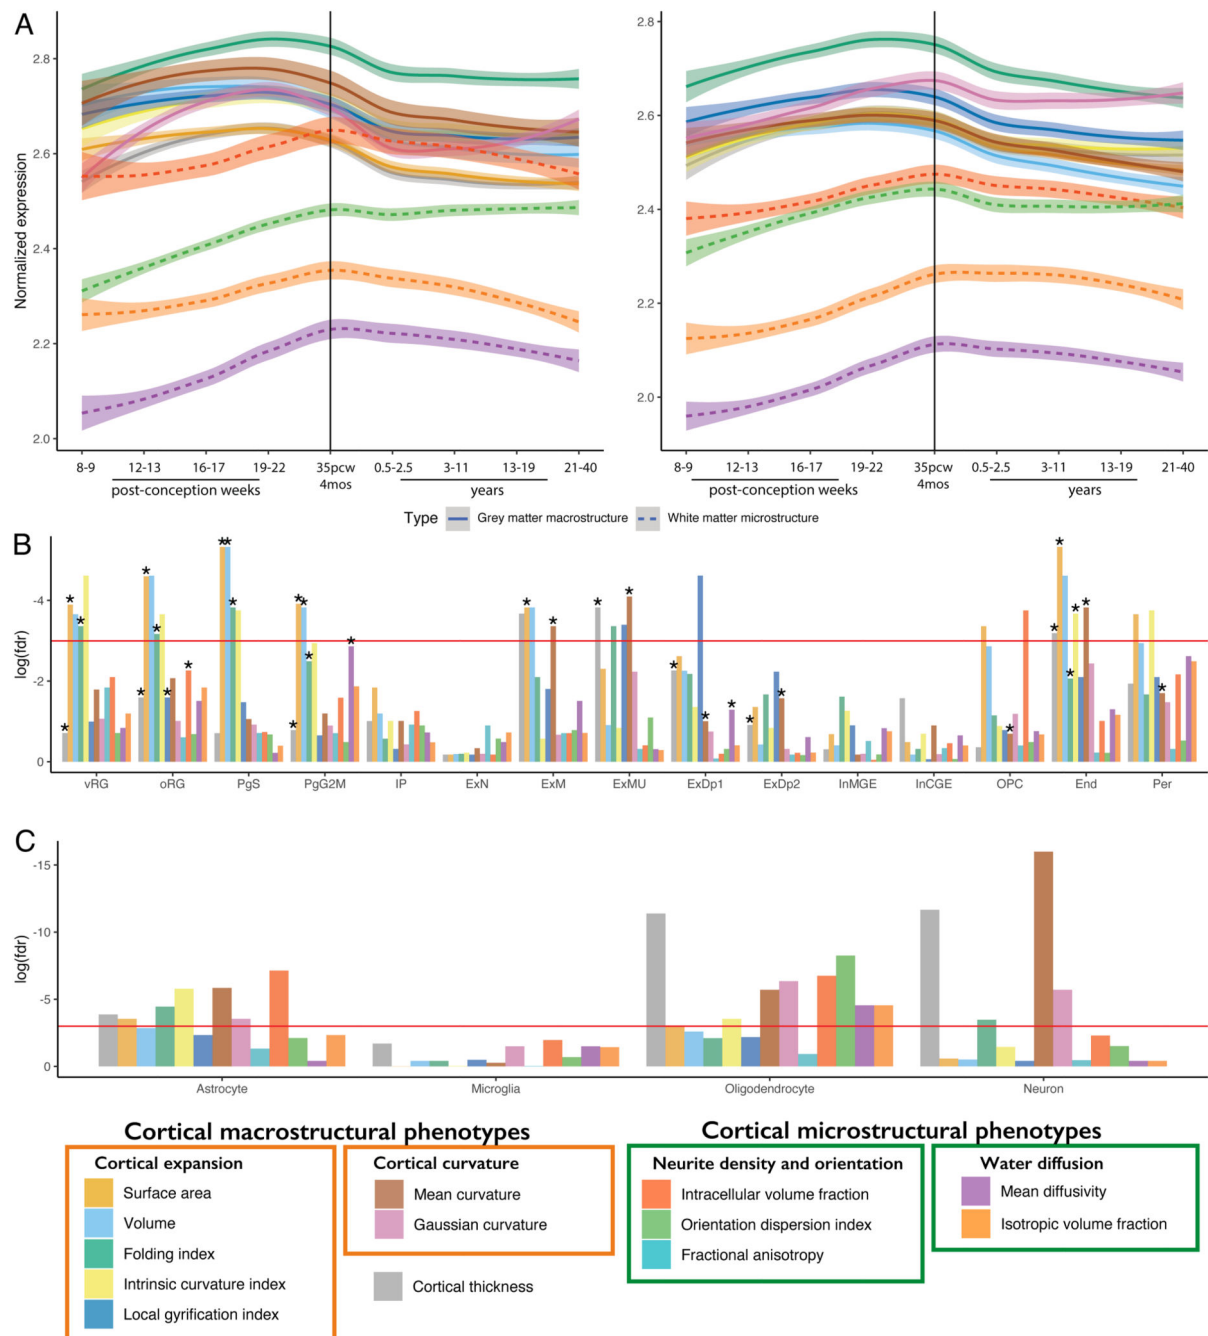 A
2.8
2.6
2.4
2.2
2.0
Normalized expression
8-9 12-13 16-17 19-22 35pcw 0.5-2.5 3-11 13-19 21-40
post-conception weeks 4mos years
2.8
2.6
2.4
2.2
2.0
8-9 12-13 16-17 19-22 35pcw 0.5-2.5 3-11 13-19 21-40
post-conception weeks 4mos years
Type Grey matter macrostructure White matter microstructure
B
-4
-2
0
log(fdr)
vRG oRG PgS PgG2M IP ExN ExM ExMU ExDp1 ExDp2 InMGE InCGE OPC End Per
C
-15
-10
-5
0
log(fdr)
Astrocyte Microglia Oligodendrocyte Neuron
Cortical macrostructural phenotypes
Cortical expansion
Surface area
Volume
Folding index
Intrinsic curvature index
Local gyrification index
Cortical curvature
Mean curvature
Gaussian curvature
Cortical thickness
Cortical microstructural phenotypes
Neurite density and orientation
Intracellular volume fraction
Orientation dispersion index
Fractional anisotropy
Water diffusion
Mean diffusivity
Isotropic volume fraction